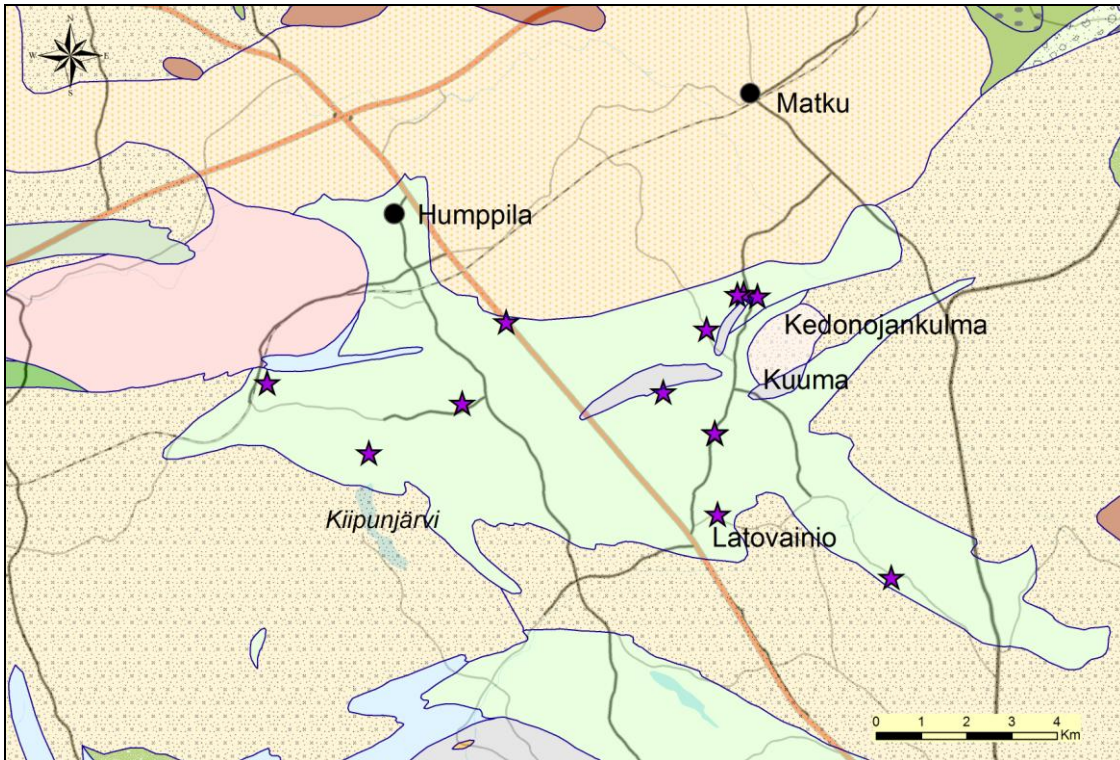 N
W E
S
Matku
Humppila
Kedonojankulma
Kuuma
Kiipunjärvi
Latovainio
0 1 2 3 4
Km